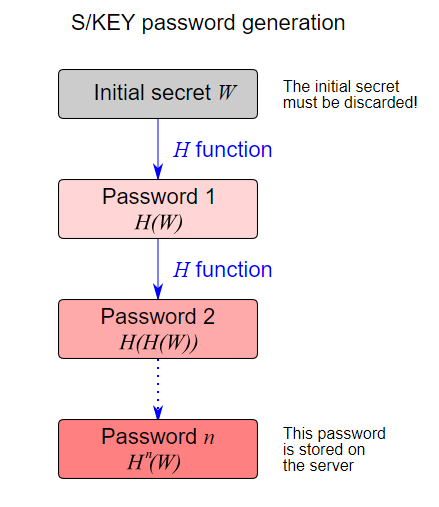 S/KEY password generation
Initial secret W
The initial secret
must be discarded!
H function
Password 1
H(W)
H function
Password 2
H(H(W))
Password n
Hⁿ(W)
This password
is stored on
the server